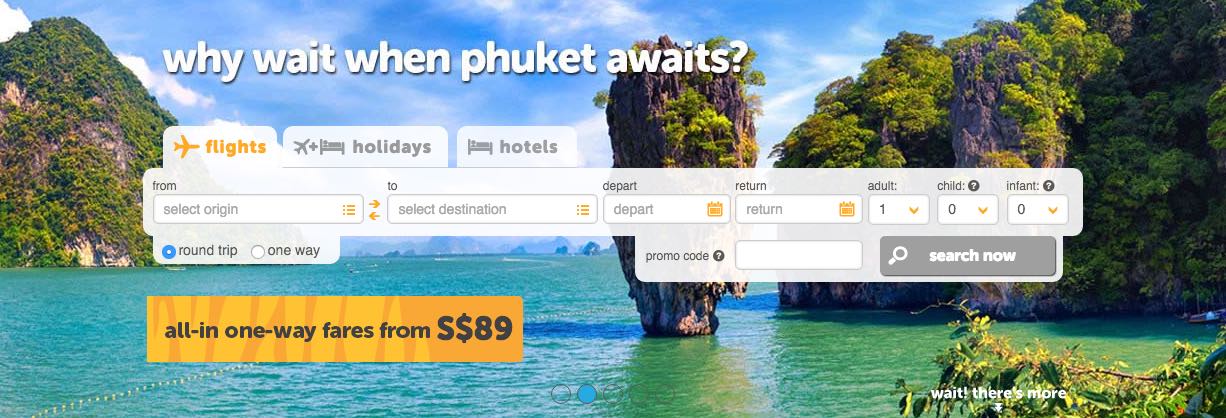 why wait when phuket awaits?
flights holidays hotels
from to depart return adult: child: infant:
select origin select destination depart return 1 0 0
round trip one way
promo code search now
all-in one-way fares from S$89
wait! there's more